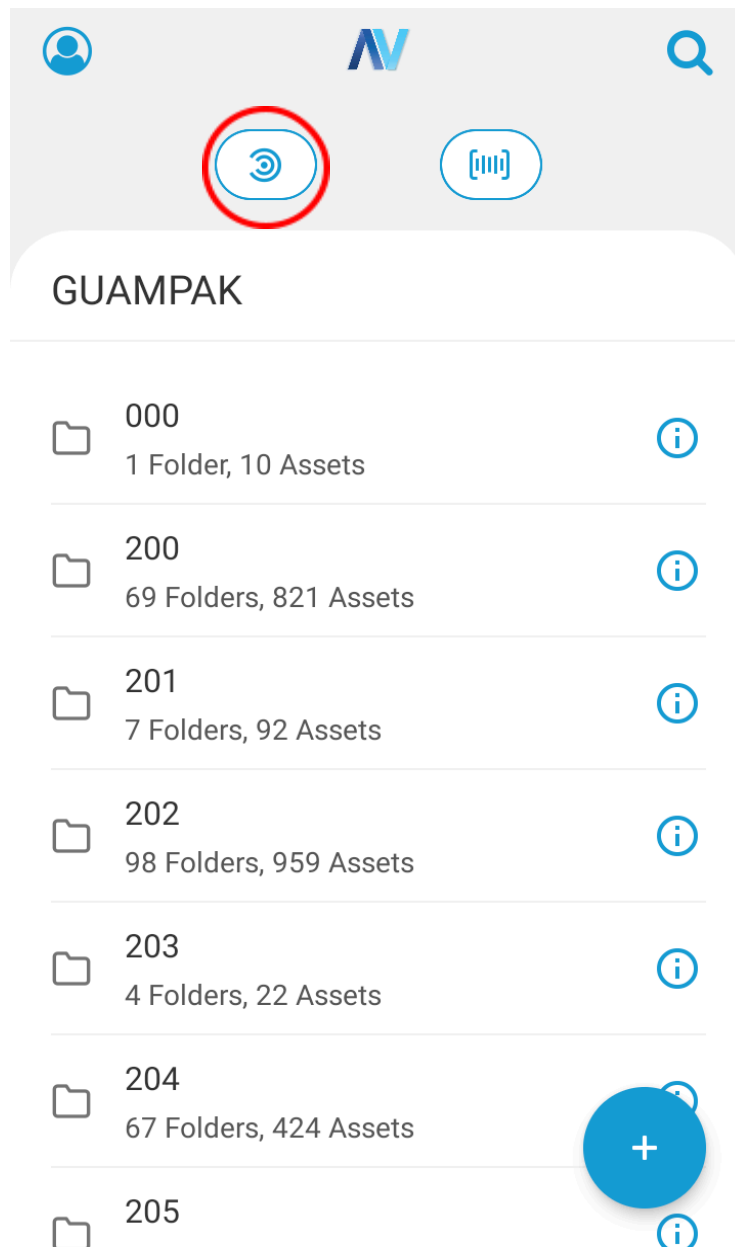 GUAMPAK
000
1 Folder, 10 Assets
200
69 Folders, 821 Assets
201
7 Folders, 92 Assets
202
98 Folders, 959 Assets
203
4 Folders, 22 Assets
204
67 Folders, 424 Assets
205